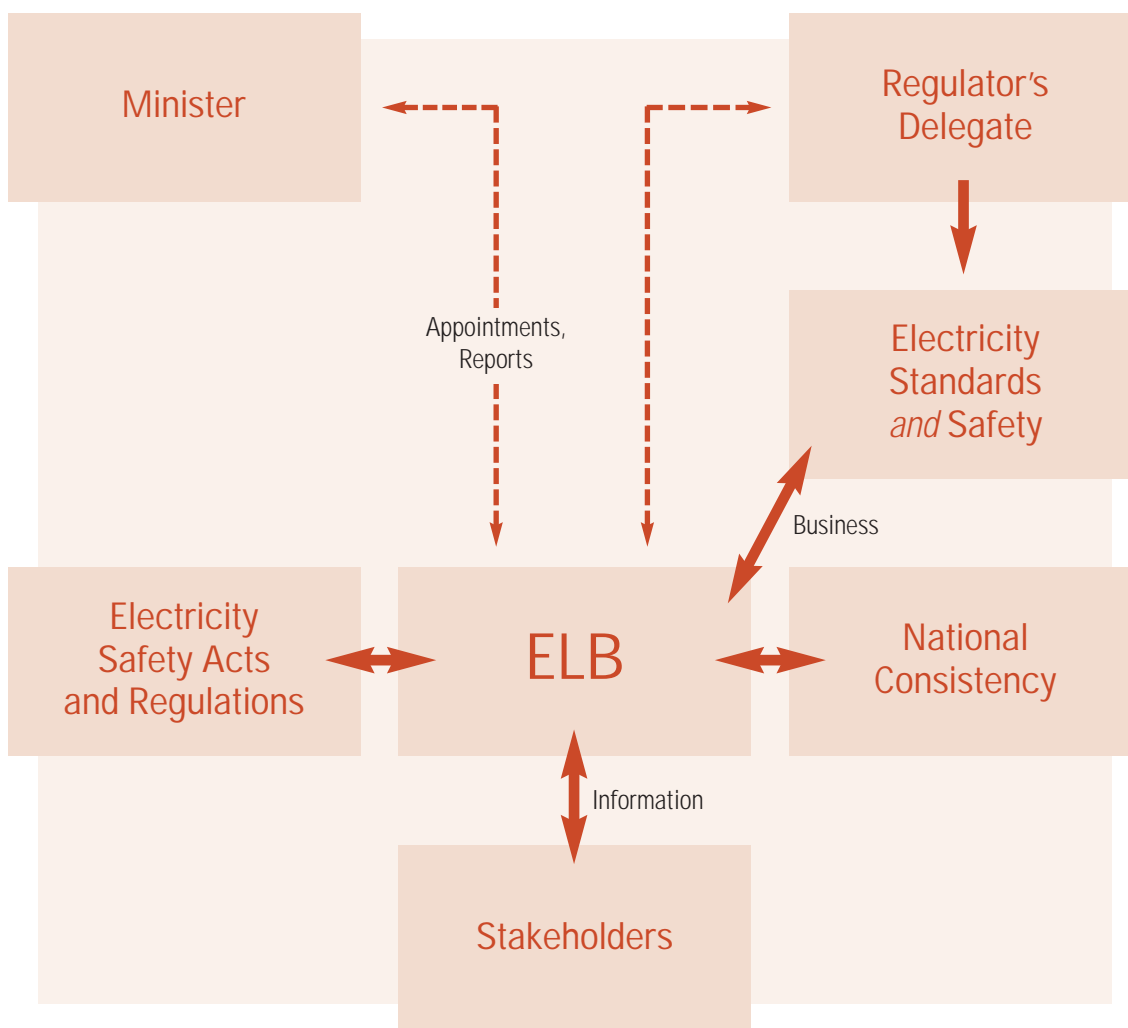 Minister
Regulator's
Delegate
Appointments,
Reports
Electricity
Standards
and Safety
Business
Electricity
Safety Acts
and Regulations
ELB
National
Consistency
Information
Stakeholders